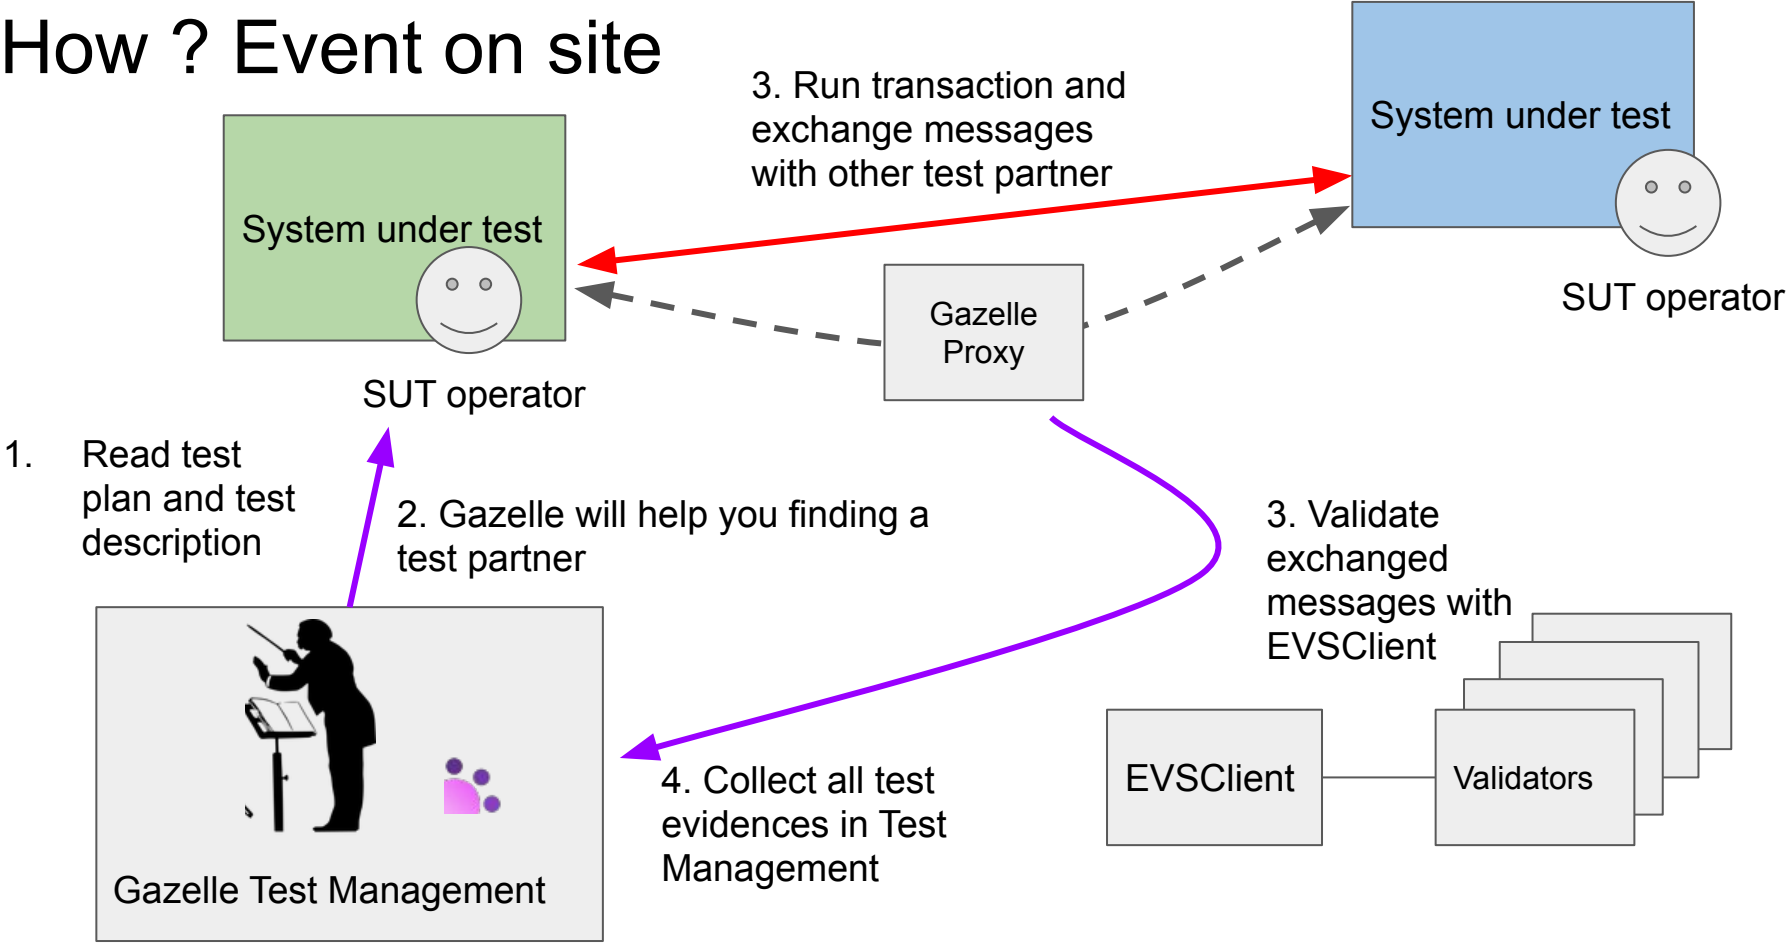 How ? Event on site
3. Run transaction and
exchange messages
with other test partner
System under test
System under test
SUT operator
Gazelle
Proxy
SUT operator
1. Read test
plan and test
description
2. Gazelle will help you finding a
test partner
3. Validate
exchanged
messages with
EVSClient
EVSClient
Validators
4. Collect all test
evidences in Test
Management
Gazelle Test Management